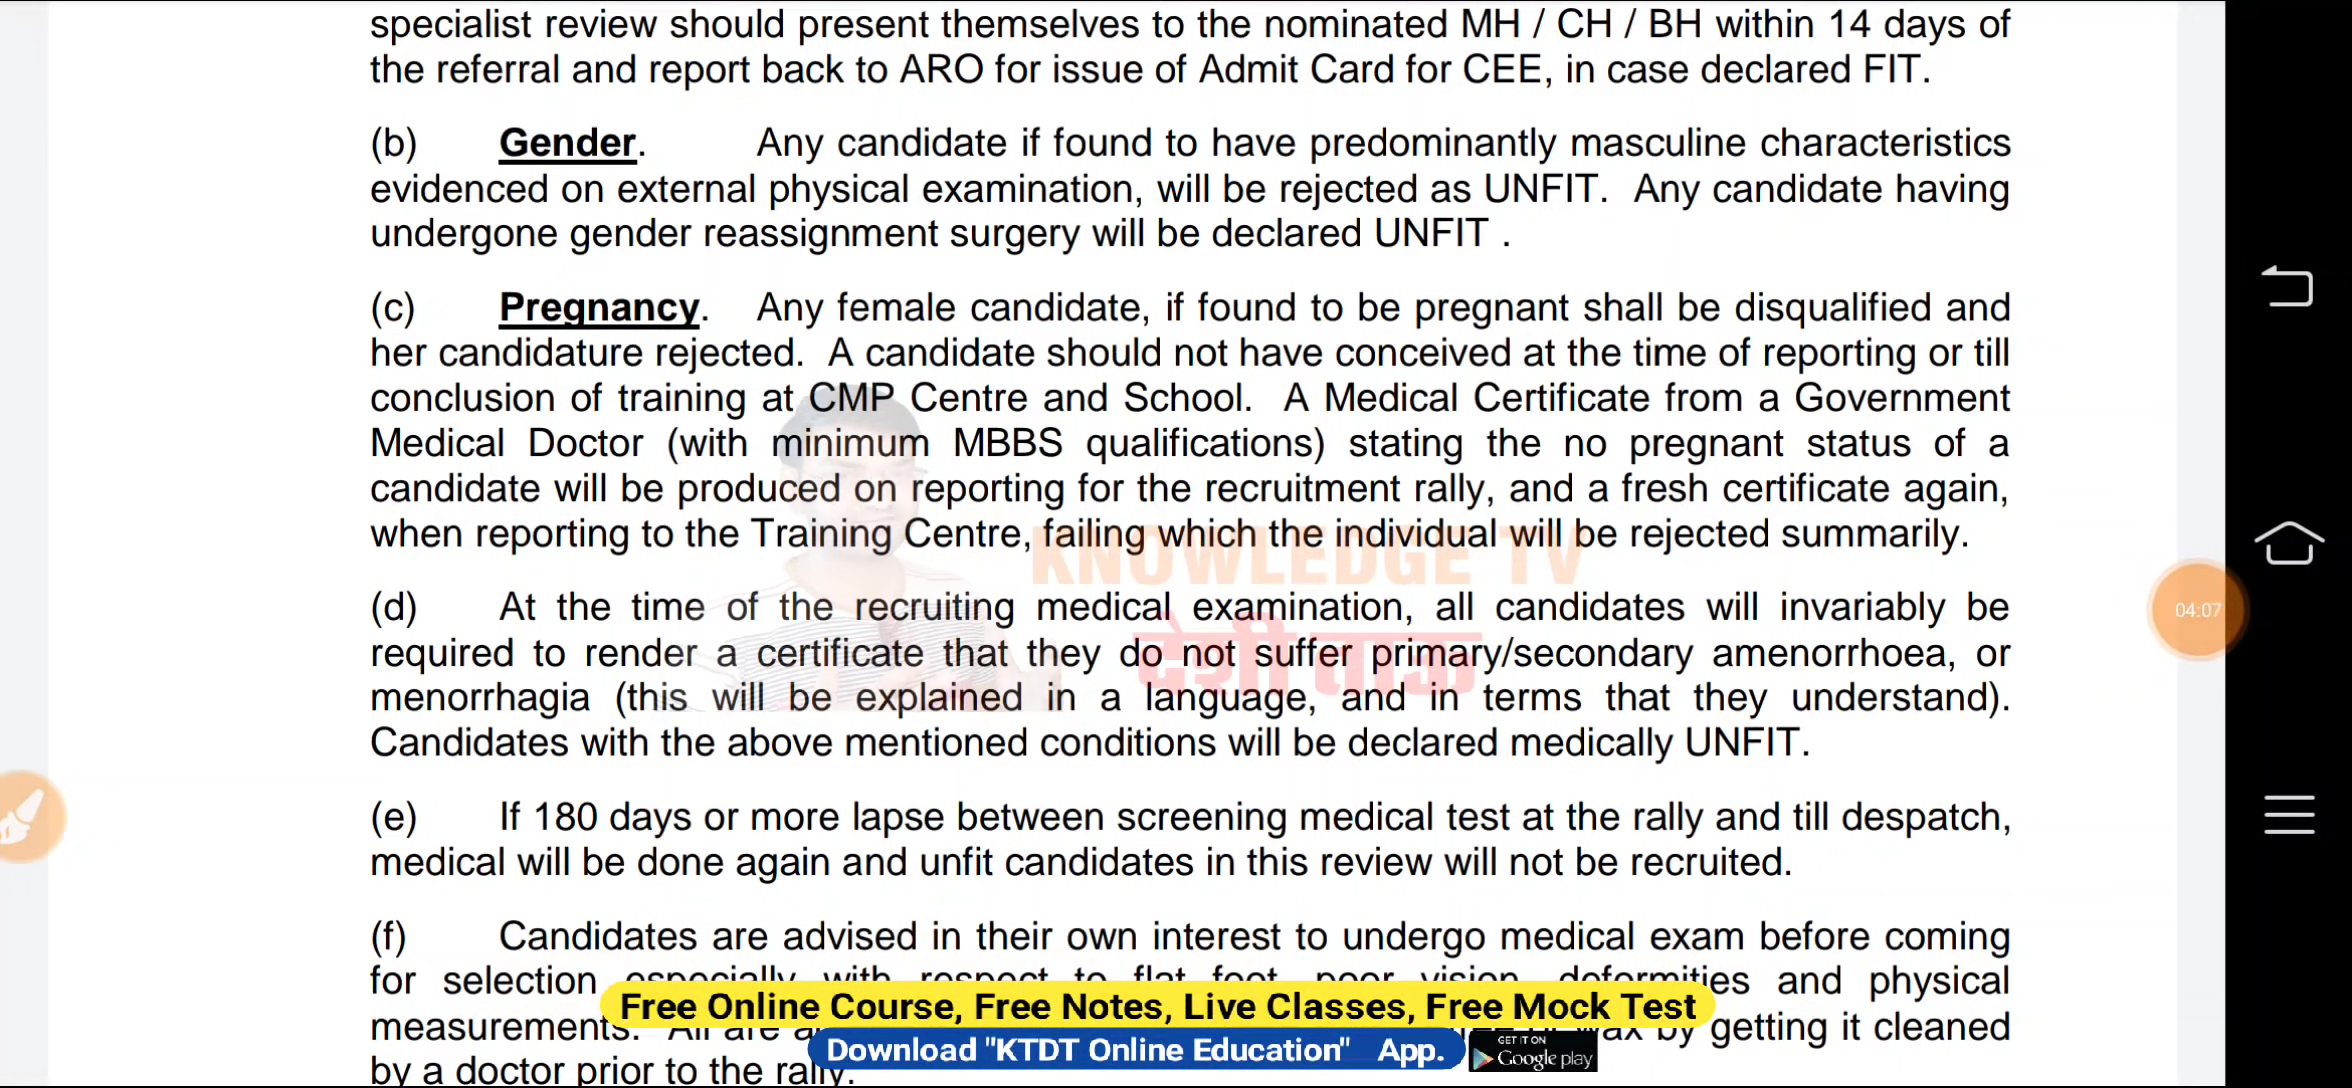 specialist review should present themselves to the nominated MH / CH / BH within 14 days of
the referral and report back to ARO for issue of Admit Card for CEE, in case declared FIT.
(b) Gender. Any candidate if found to have predominantly masculine characteristics
evidenced on external physical examination, will be rejected as UNFIT. Any candidate having
undergone gender reassignment surgery will be declared UNFIT .
(c) Pregnancy. Any female candidate, if found to be pregnant shall be disqualified and
her candidature rejected. A candidate should not have conceived at the time of reporting or till
conclusion of training at CMP Centre and School. A Medical Certificate from a Government
Medical Doctor (with minimum MBBS qualifications) stating the no pregnant status of a
candidate will be produced on reporting for the recruitment rally, and a fresh certificate again,
when reporting to the Training Centre, failing which the individual will be rejected summarily.
KNOWLEDGE TV
(d) At the time of the recruiting medical examination, all candidates will invariably be
required to render a certificate that they do not suffer primary/secondary amenorrhoea, or
menorrhagia (this will be explained in a language, and in terms that they understand).
Candidates with the above mentioned conditions will be declared medically UNFIT.
देशी ताऊ
04:07
(e) If 180 days or more lapse between screening medical test at the rally and till despatch,
medical will be done again and unfit candidates in this review will not be recruited.
(f) Candidates are advised in their own interest to undergo medical exam before coming
for selection especially with respect to flat foot, poor vision, deformities and physical
measurements. All are wax by getting it cleaned
by a doctor prior to the rally.
Free Online Course, Free Notes, Live Classes, Free Mock Test
Download "KTDT Online Education" App.
GET IT ON
Google play